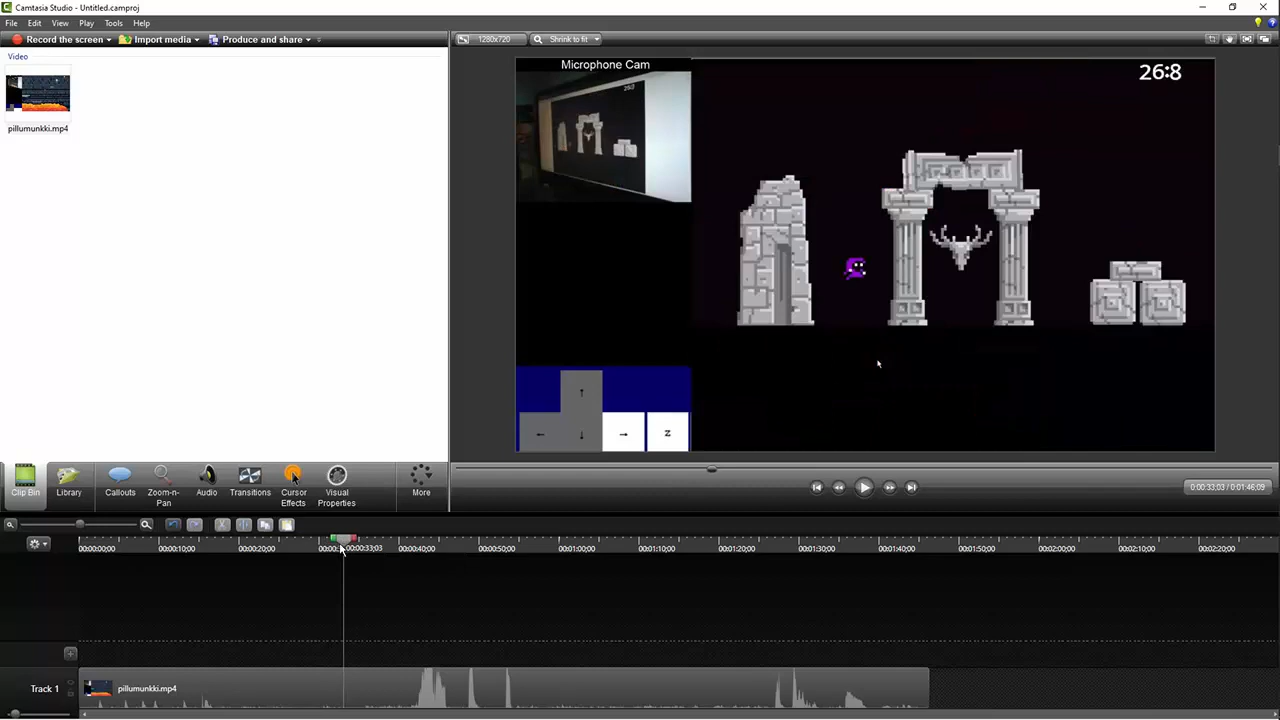 Camtasia Studio - Untitled.camproj
File Edit View Play Tools Help
Record the screen Import media Produce and share
1280x720 Shrink to fit
Video
pillumunkki.mp4
Microphone Cam
26:8
↑
← ↓ → z
Clip Bin Library Callouts Zoom-n-Pan Audio Transitions Cursor Effects Visual Properties More
0:00:33;03 / 0:01:46;09
00:00:00;00 00:00:10;00 00:00:20;00 00:00:33;03 00:00:40;00 00:00:50;00 00:01:00;00 00:01:10;00 00:01:20;00 00:01:30;00 00:01:40;00 00:01:50;00 00:02:00;00 00:02:10;00 00:02:20;00
Track 1 pillumunkki.mp4